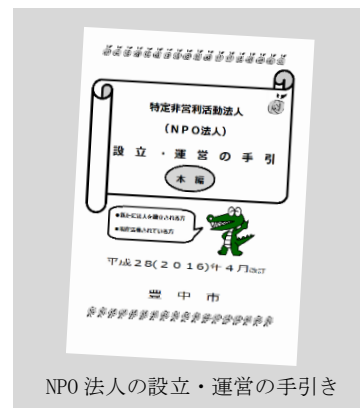 特定非営利活動法人
(NPO法人)
設立・運営の手引
本編
平成28(2016)年4月改訂
豊中市
NPO法人の設立・運営の手引き